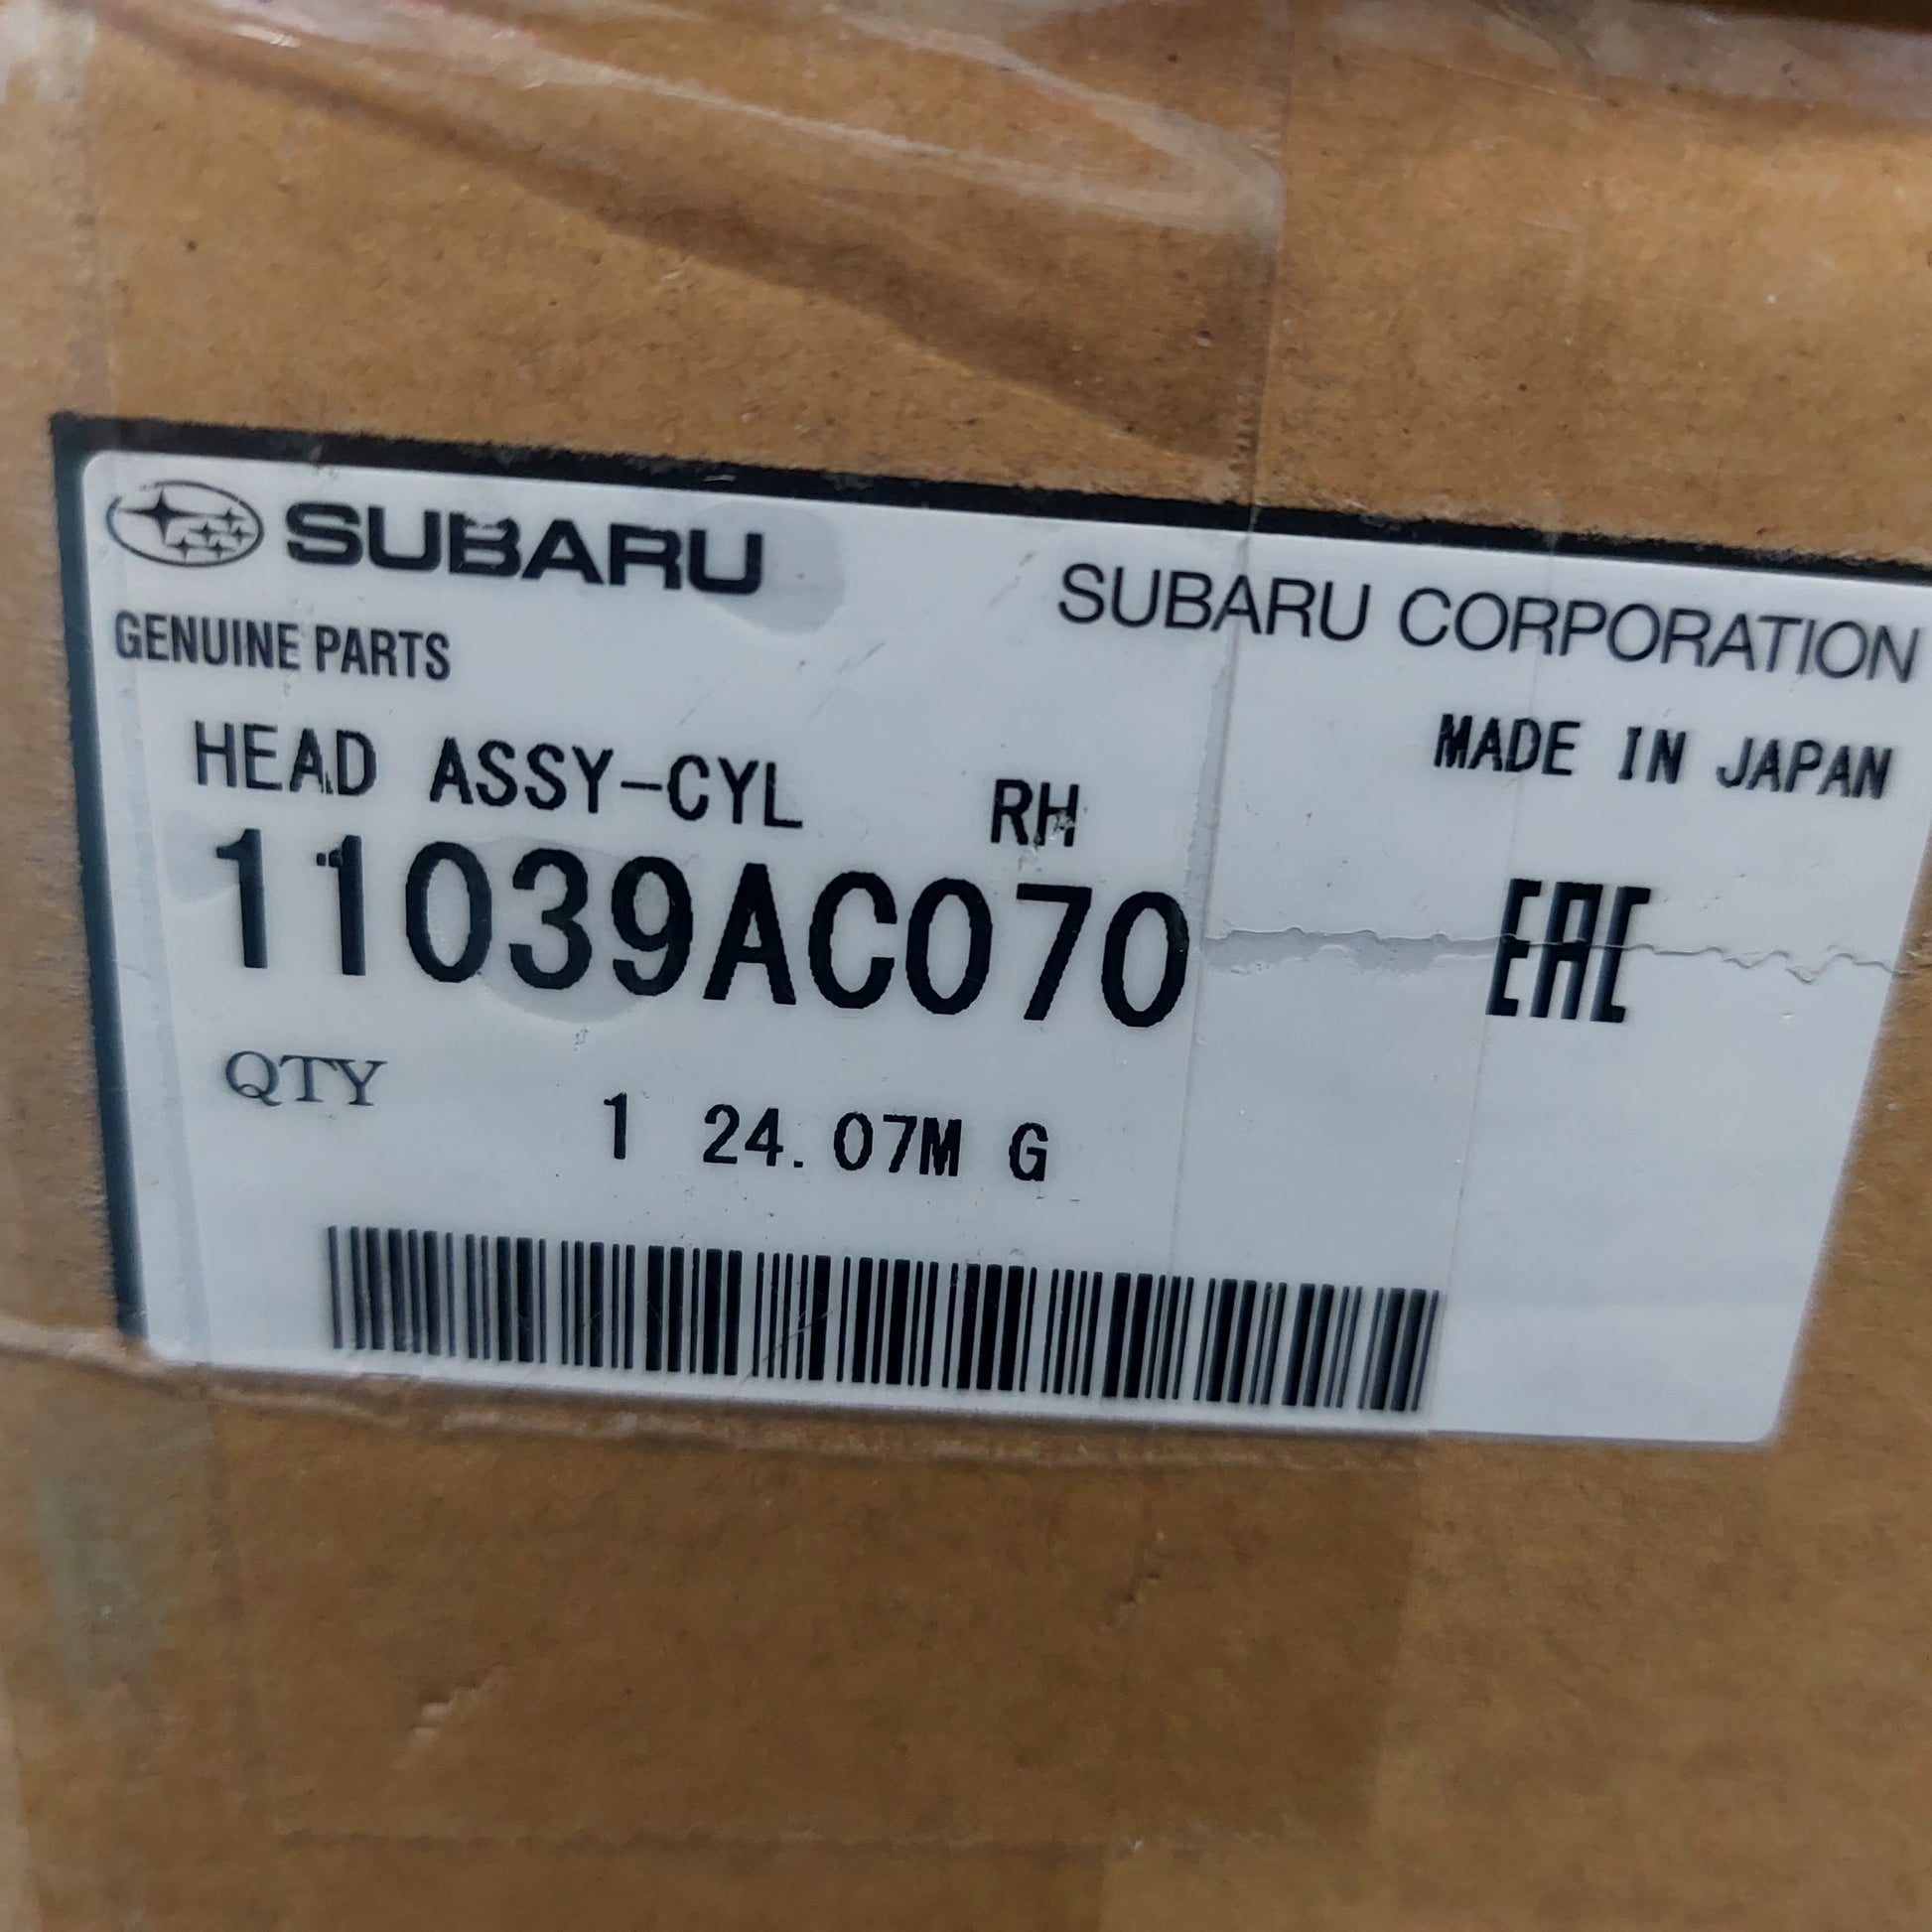 SUBARU
SUBARU CORPORATION
GENUINE PARTS
MADE IN JAPAN
HEAD ASSY-CYL RH
11039AC070
EAC
QTY 1 24.07M G